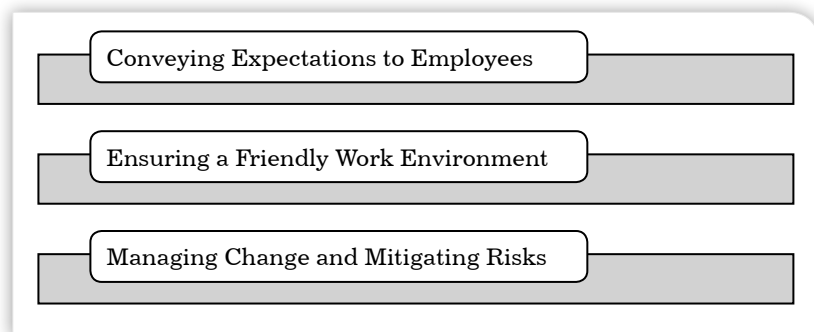 Conveying Expectations to Employees
Ensuring a Friendly Work Environment
Managing Change and Mitigating Risks